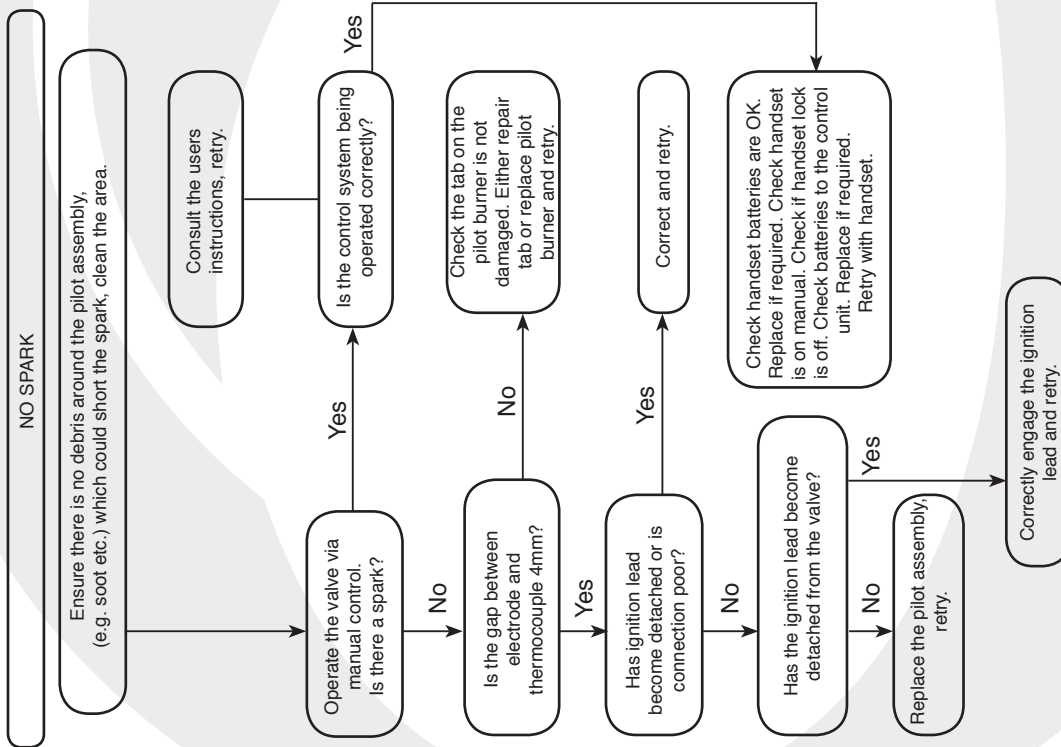 NO SPARK
Ensure there is no debris around the pilot assembly,
(e.g. soot etc.) which could short the spark, clean the area.
Operate the valve via
manual control.
Is there a spark?
Yes
Is the control system being
operated correctly?
Consult the users
instructions, retry.
Yes
Check handset batteries are OK.
Replace if required. Check handset
is on manual. Check if handset lock
is off. Check batteries to the control
unit. Replace if required.
Retry with handset.
No
Is the gap between
electrode and
thermocouple 4mm?
No
Check the tab on the
pilot burner is not
damaged. Either repair
tab or replace pilot
burner and retry.
Yes
Has ignition lead
become detached or is
connection poor?
Yes
Correct and retry.
No
Has the ignition lead become
detached from the valve?
No
Replace the pilot assembly,
retry.
Yes
Correctly engage the ignition
lead and retry.